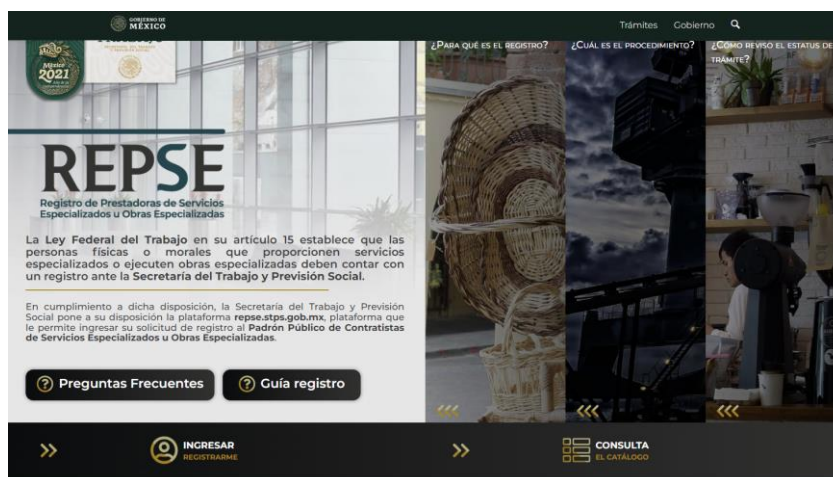 GOBIERNO DE
MÉXICO
Trámites Gobierno
México
2021
REPSE
Registro de Prestadoras de Servicios
Especializados u Obras Especializadas
La Ley Federal del Trabajo en su artículo 15 establece que las
personas físicas o morales que proporcionen servicios
especializados o ejecuten obras especializadas deben contar con
un registro ante la Secretaría del Trabajo y Previsión Social.
En cumplimiento a dicha disposición, la Secretaría del Trabajo y Previsión
Social pone a su disposición la plataforma repse.stps.gob.mx, plataforma que
le permite ingresar su solicitud de registro al Padrón Público de Contratistas
de Servicios Especializados u Obras Especializadas.
? Preguntas Frecuentes
? Guía registro
¿Para qué es el registro?
¿Cuál es el procedimiento?
¿Cómo reviso el estatus de
trámite?
INGRESAR
REGISTRARME
CONSULTA
EL CATÁLOGO